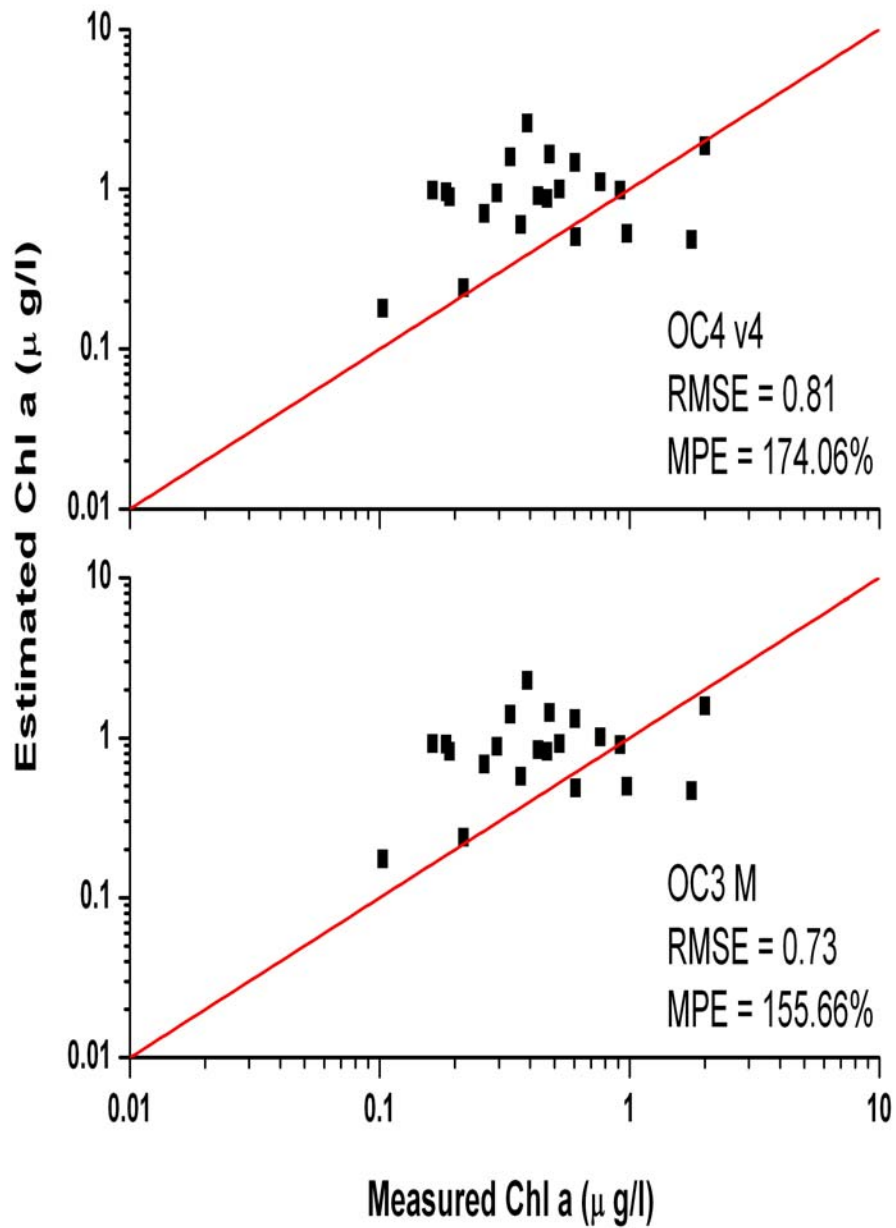 Estimated Chl a (μ g/l)
10
1
0.1
0.01
OC4 v4
RMSE = 0.81
MPE = 174.06%
10
1
0.1
0.01
OC3 M
RMSE = 0.73
MPE = 155.66%
0.01 0.1 1 10
Measured Chl a (μ g/l)